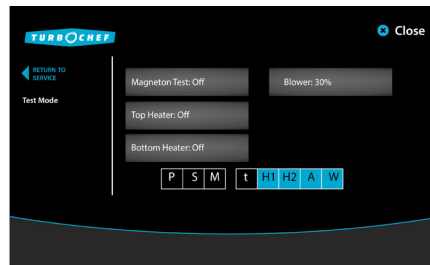 TURBOCHEF
Close
RETURN TO
SERVICE
Test Mode
Magneton Test: Off
Blower: 30%
Top Heater: Off
Bottom Heater: Off
P S M t H1 H2 A W